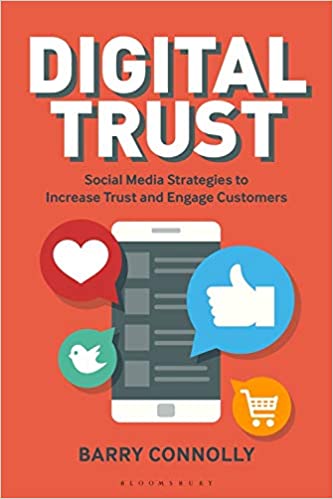 DIGITAL
TRUST
Social Media Strategies to
Increase Trust and Engage Customers
BARRY CONNOLLY
BLOOMSBURY